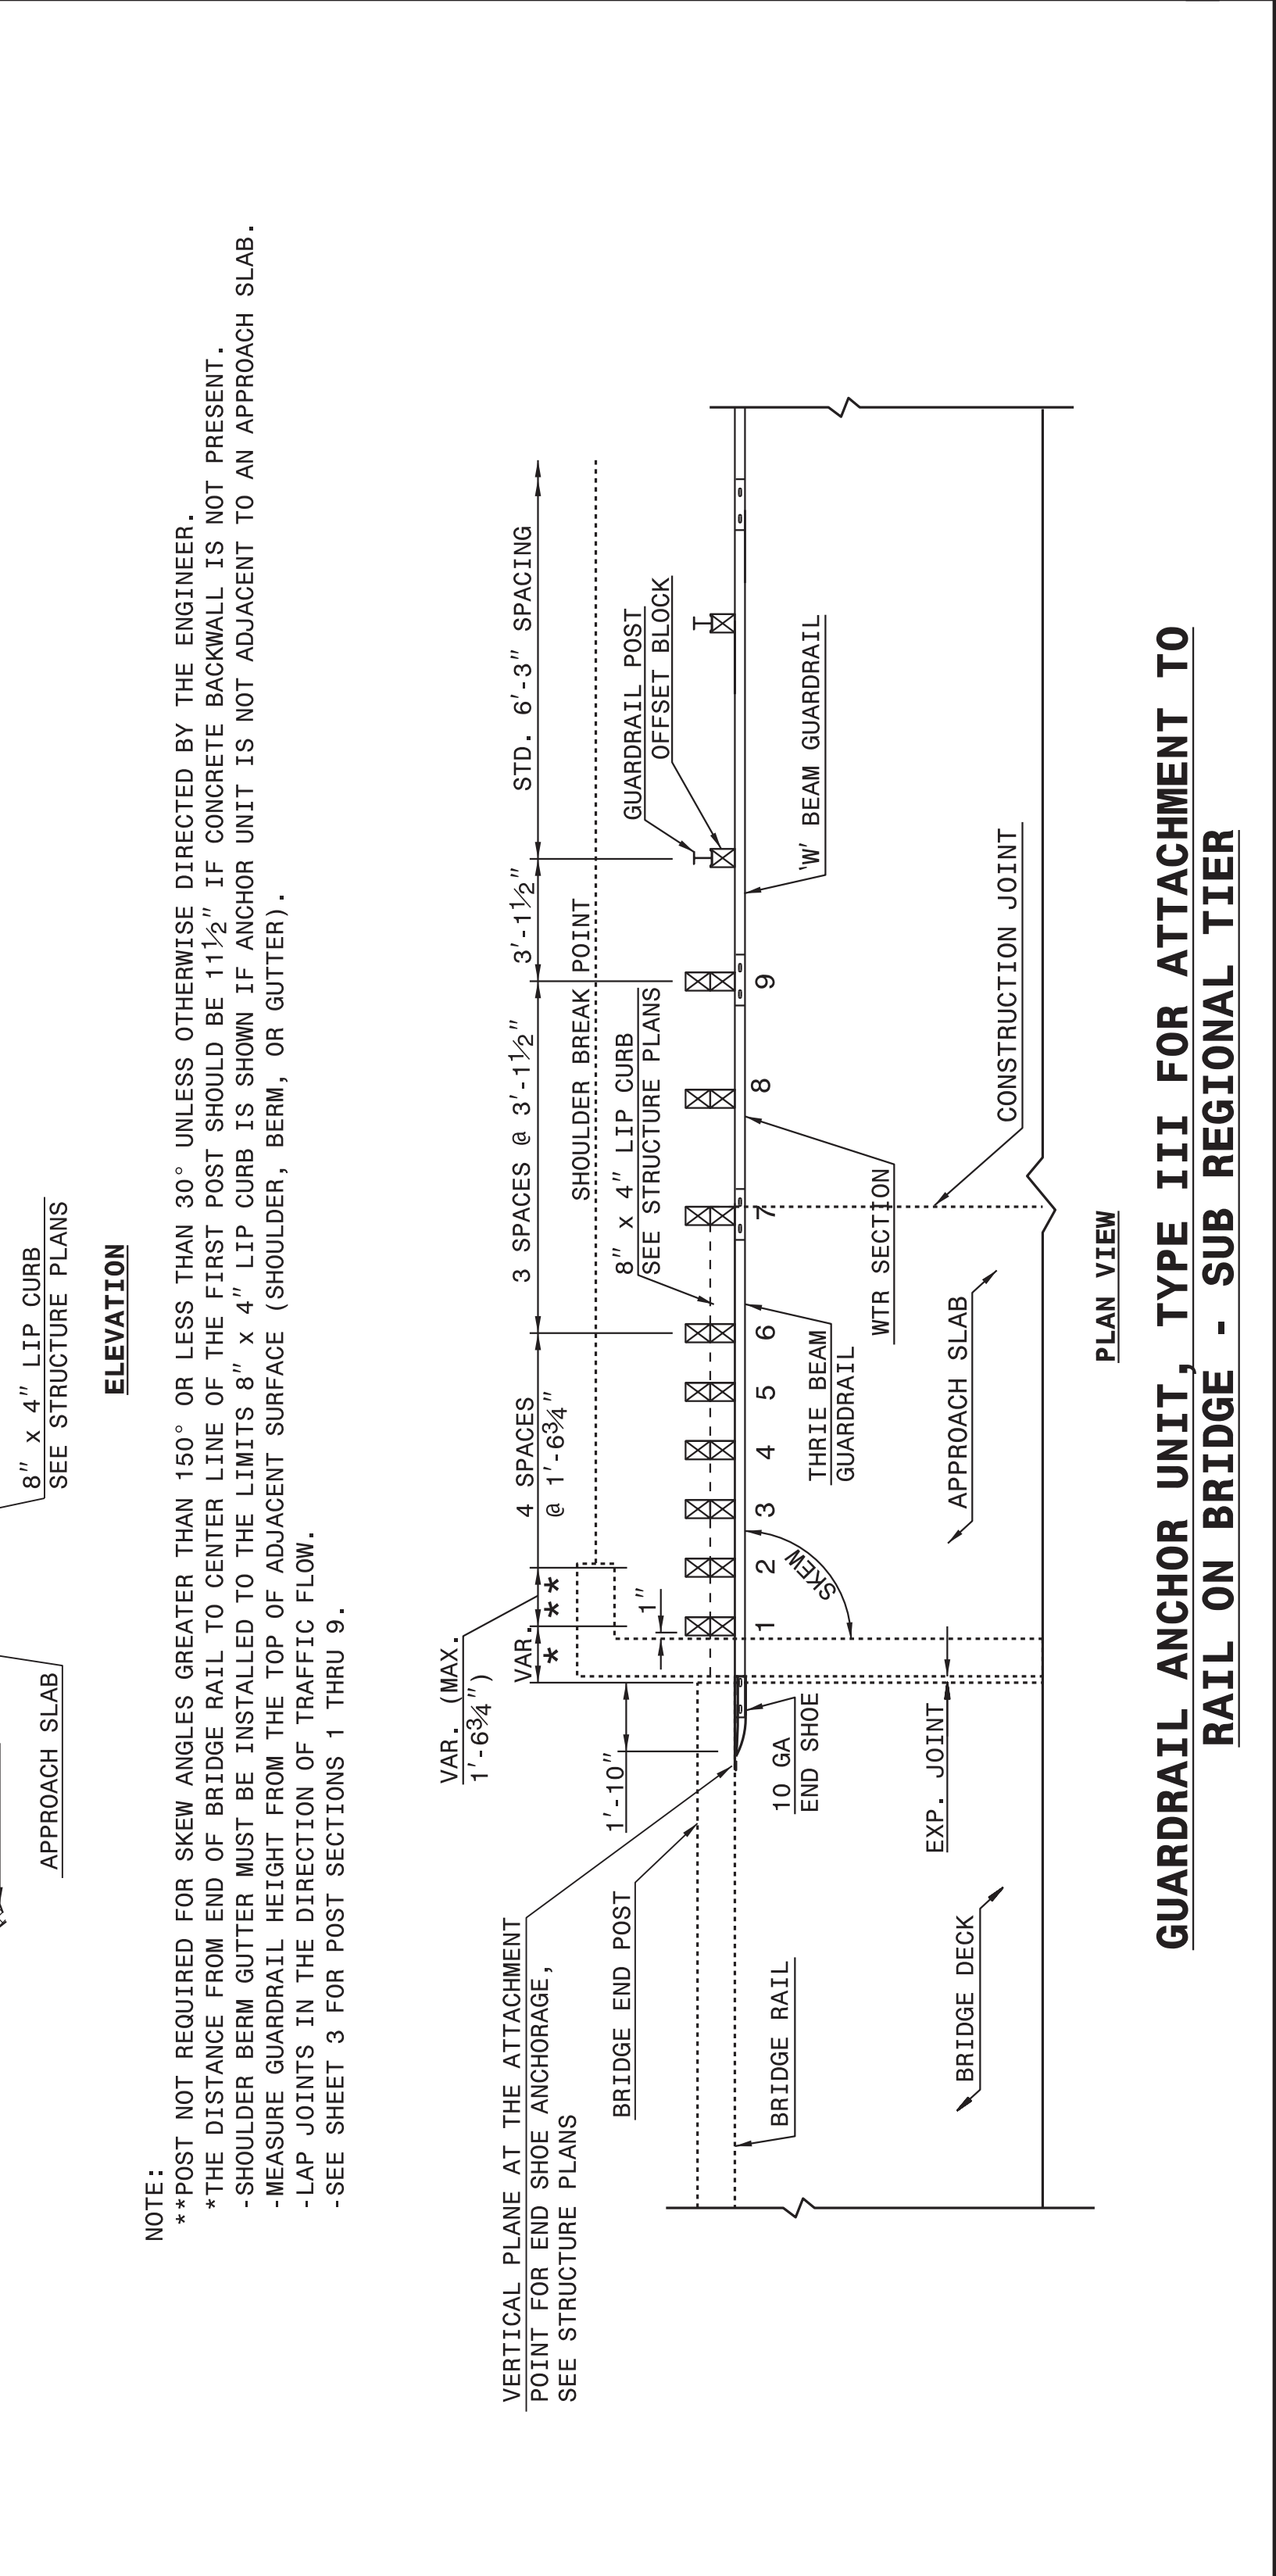 8" x 4" LIP CURB
SEE STRUCTURE PLANS
APPROACH SLAB
ELEVATION
NOTE:
**POST NOT REQUIRED FOR SKEW ANGLES GREATER THAN 150° OR LESS THAN 30° UNLESS OTHERWISE DIRECTED BY THE ENGINEER.
*THE DISTANCE FROM END OF BRIDGE RAIL TO CENTER LINE OF THE FIRST POST SHOULD BE 11½" IF CONCRETE BACKWALL IS NOT PRESENT.
-SHOULDER BERM GUTTER MUST BE INSTALLED TO THE LIMITS 8" x 4" LIP CURB IS SHOWN IF ANCHOR UNIT IS NOT ADJACENT TO AN APPROACH SLAB.
-MEASURE GUARDRAIL HEIGHT FROM THE TOP OF ADJACENT SURFACE (SHOULDER, BERM, OR GUTTER).
-LAP JOINTS IN THE DIRECTION OF TRAFFIC FLOW.
-SEE SHEET 3 FOR POST SECTIONS 1 THRU 9.
VAR. (MAX.
1'-6¾")
VAR.
*
**
4 SPACES
@ 1'-6¾"
3 SPACES @ 3'-1½"
3'-1½"
STD. 6'-3" SPACING
VERTICAL PLANE AT THE ATTACHMENT
POINT FOR END SHOE ANCHORAGE,
SEE STRUCTURE PLANS
SHOULDER BREAK POINT
1'-10"
1"
BRIDGE END POST
8" x 4" LIP CURB
SEE STRUCTURE PLANS
GUARDRAIL POST
OFFSET BLOCK
1
2
3
4
5
6
7
8
9
BRIDGE RAIL
10 GA
END SHOE
SKEW
THRIE BEAM
GUARDRAIL
WTR SECTION
'W' BEAM GUARDRAIL
EXP. JOINT
BRIDGE DECK
APPROACH SLAB
CONSTRUCTION JOINT
PLAN VIEW
GUARDRAIL ANCHOR UNIT, TYPE III FOR ATTACHMENT TO
RAIL ON BRIDGE - SUB REGIONAL TIER